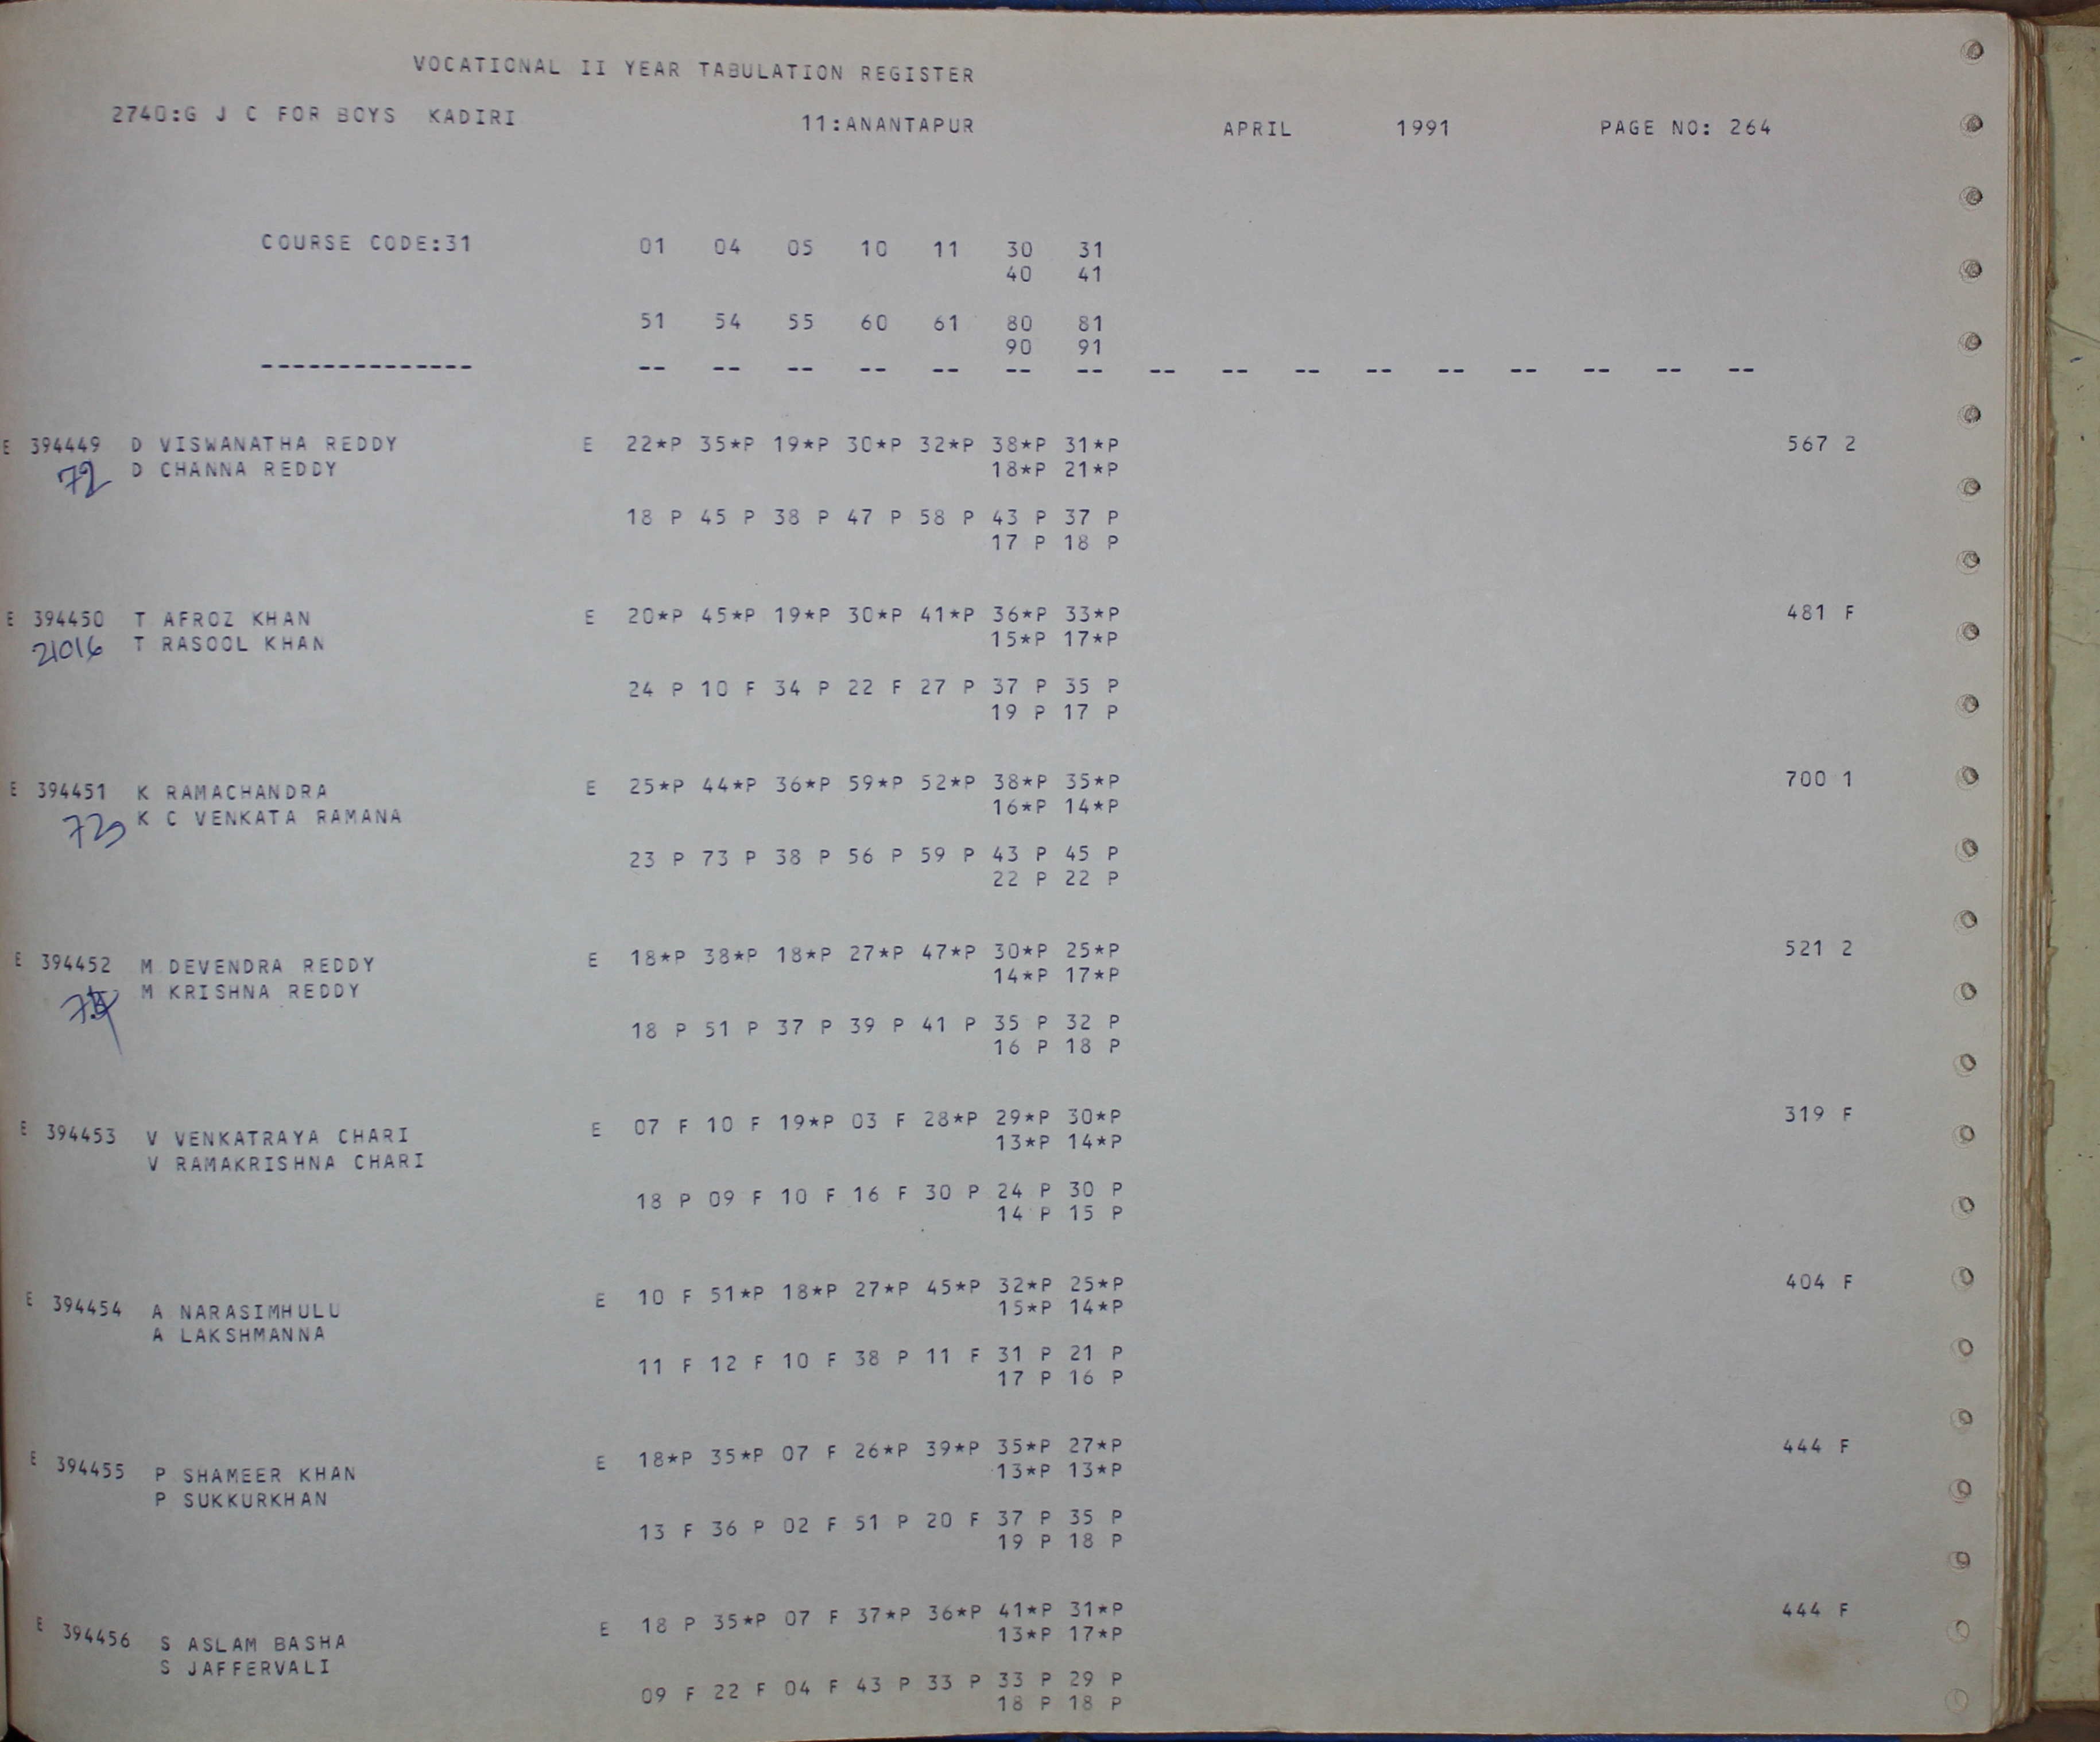 VOCATIONAL II YEAR TABULATION REGISTER
2740:G J C FOR BOYS KADIRI 11:ANANTAPUR APRIL 1991 PAGE NO: 264
COURSE CODE:31 01 04 05 10 11 30 31
40 41
51 54 55 60 61 80 81
90 91
-------------- -- -- -- -- -- -- -- -- -- -- -- -- -- -- -- --
E 394449 D VISWANATHA REDDY E 22*P 35*P 19*P 30*P 32*P 38*P 31*P 567 2
72 D CHANNA REDDY 18*P 21*P
18 P 45 P 38 P 47 P 58 P 43 P 37 P
17 P 18 P
E 394450 T AFROZ KHAN E 20*P 45*P 19*P 30*P 41*P 36*P 33*P 481 F
21016 T RASOOL KHAN 15*P 17*P
24 P 10 F 34 P 22 F 27 P 37 P 35 P
19 P 17 P
E 394451 K RAMACHANDRA E 25*P 44*P 36*P 59*P 52*P 38*P 35*P 700 1
73 K C VENKATA RAMANA 16*P 14*P
23 P 73 P 38 P 56 P 59 P 43 P 45 P
22 P 22 P
E 394452 M DEVENDRA REDDY E 18*P 38*P 18*P 27*P 47*P 30*P 25*P 521 2
M KRISHNA REDDY 14*P 17*P
18 P 51 P 37 P 39 P 41 P 35 P 32 P
16 P 18 P
E 394453 V VENKATRAYA CHARI E 07 F 10 F 19*P 03 F 28*P 29*P 30*P 319 F
V RAMAKRISHNA CHARI 13*P 14*P
18 P 09 F 10 F 16 F 30 P 24 P 30 P
14 P 15 P
E 394454 A NARASIMHULU E 10 F 51*P 18*P 27*P 45*P 32*P 25*P 404 F
A LAKSHMANNA 15*P 14*P
11 F 12 F 10 F 38 P 11 F 31 P 21 P
17 P 16 P
E 394455 P SHAMEER KHAN E 18*P 35*P 07 F 26*P 39*P 35*P 27*P 444 F
P SUKKURKHAN 13*P 13*P
13 F 36 P 02 F 51 P 20 F 37 P 35 P
19 P 18 P
E 394456 S ASLAM BASHA E 18 P 35*P 07 F 37*P 36*P 41*P 31*P 444 F
S JAFFERVALI 13*P 17*P
09 F 22 F 04 F 43 P 33 P 33 P 29 P
18 P 18 P